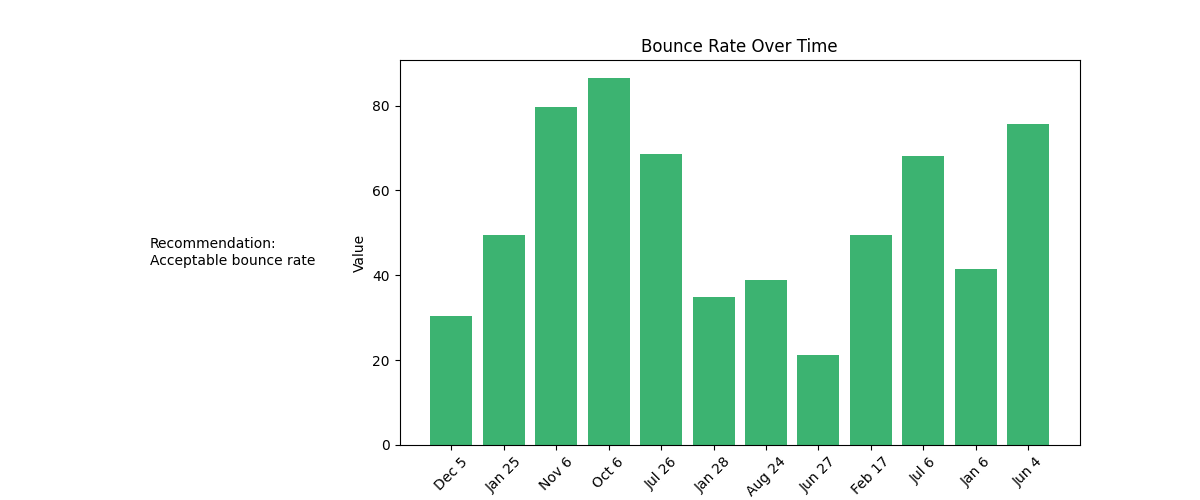 Bounce Rate Over Time
Recommendation:
Acceptable bounce rate
Value
80
60
40
20
0
Dec 5
Jan 25
Nov 6
Oct 6
Jul 26
Jan 28
Aug 24
Jun 27
Feb 17
Jul 6
Jan 6
Jun 4